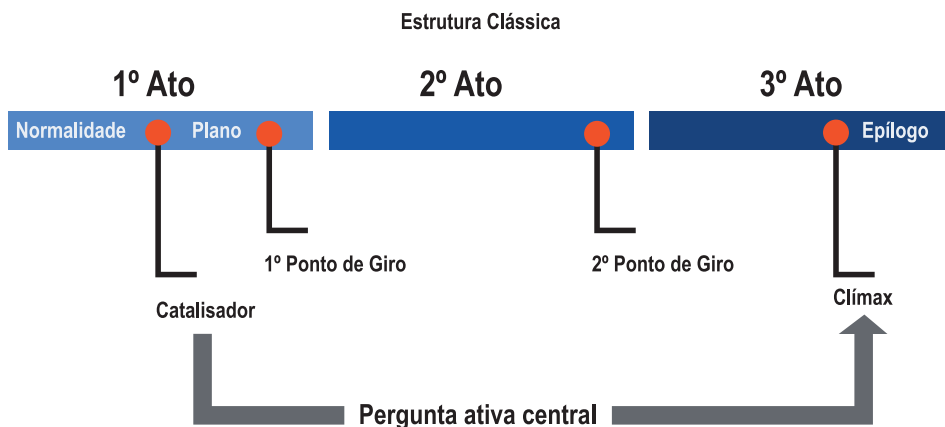 Estrutura Clássica
1º Ato
2º Ato
3º Ato
Normalidade
Plano
Epílogo
1º Ponto de Giro
2º Ponto de Giro
Catalisador
Clímax
Pergunta ativa central